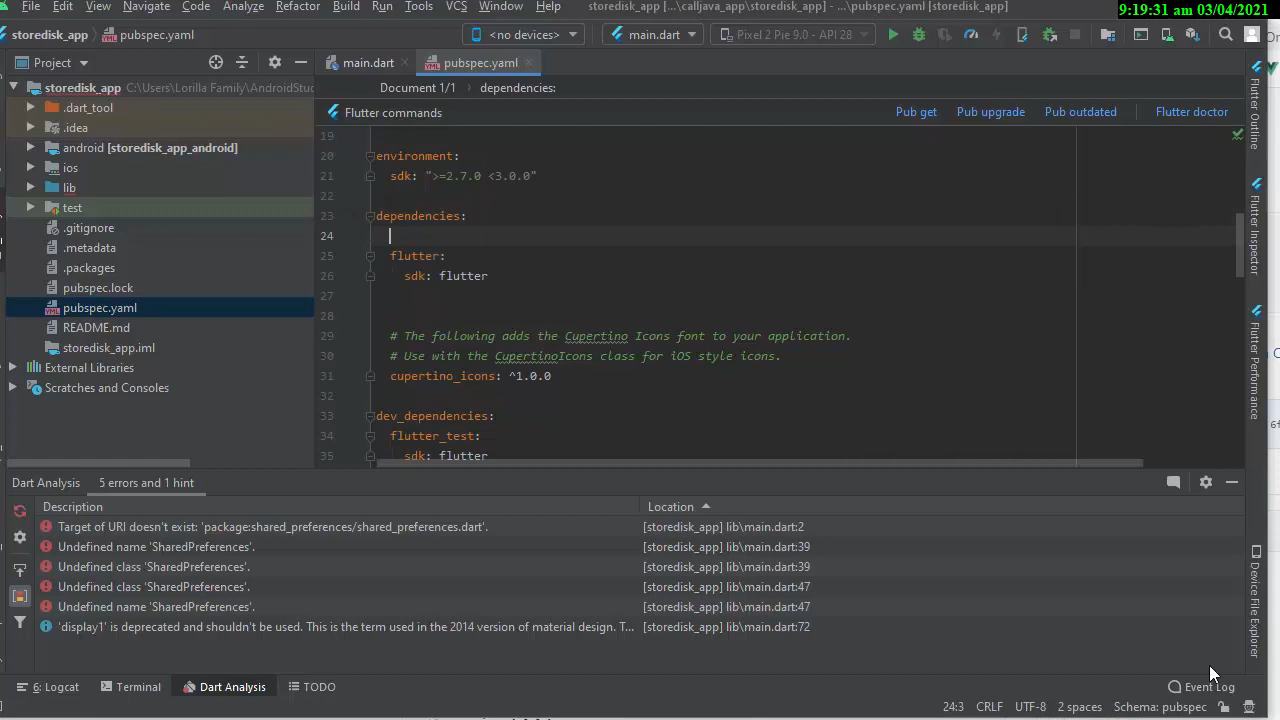 File Edit View Navigate Code Analyze Refactor Build Run Tools VCS Window Help storedisk_app [...\calljava\storedisk_app] - ...\pubspec.yaml [storedisk_app]
9:19:31 am 03/04/2021
storedisk_app pubspec.yaml <no devices> main.dart Pixel 2 Pie 9.0 - API 28
Project main.dart pubspec.yaml
storedisk_app C:\Users\Lorilla Family\AndroidStud
Document 1/1 dependencies:
.dart_tool
Flutter commands Pub get Pub upgrade Pub outdated Flutter doctor
.idea
android [storedisk_app_android]
ios
lib
test
.gitignore
.metadata
.packages
pubspec.lock
pubspec.yaml
README.md
storedisk_app.iml
External Libraries
Scratches and Consoles
19
20 environment:
21 sdk: ">=2.7.0 <3.0.0"
22
23 dependencies:
24
25 flutter:
26 sdk: flutter
27
28
29 # The following adds the Cupertino Icons font to your application.
30 # Use with the CupertinoIcons class for iOS style icons.
31 cupertino_icons: ^1.0.0
32
33 dev_dependencies:
34 flutter_test:
35 sdk: flutter
Flutter Outline
Flutter Inspector
Flutter Performance
Device File Explorer
Dart Analysis 5 errors and 1 hint
Description Location
Target of URI doesn't exist: 'package:shared_preferences/shared_preferences.dart'. [storedisk_app] lib\main.dart:2
Undefined name 'SharedPreferences'. [storedisk_app] lib\main.dart:39
Undefined class 'SharedPreferences'. [storedisk_app] lib\main.dart:39
Undefined class 'SharedPreferences'. [storedisk_app] lib\main.dart:47
Undefined name 'SharedPreferences'. [storedisk_app] lib\main.dart:47
'display1' is deprecated and shouldn't be used. This is the term used in the 2014 version of material design. T... [storedisk_app] lib\main.dart:72
6: Logcat Terminal Dart Analysis TODO Event Log
24:3 CRLF UTF-8 2 spaces Schema: pubspec